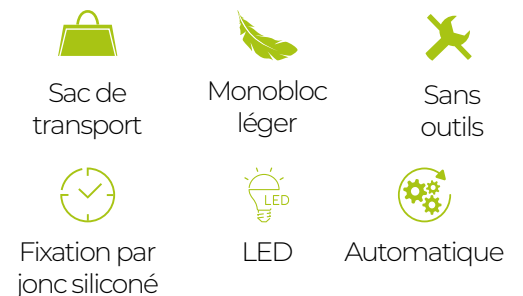 Sac de
transport
Monobloc
léger
Sans
outils
LED
Fixation par
jonc siliconé
LED
Automatique